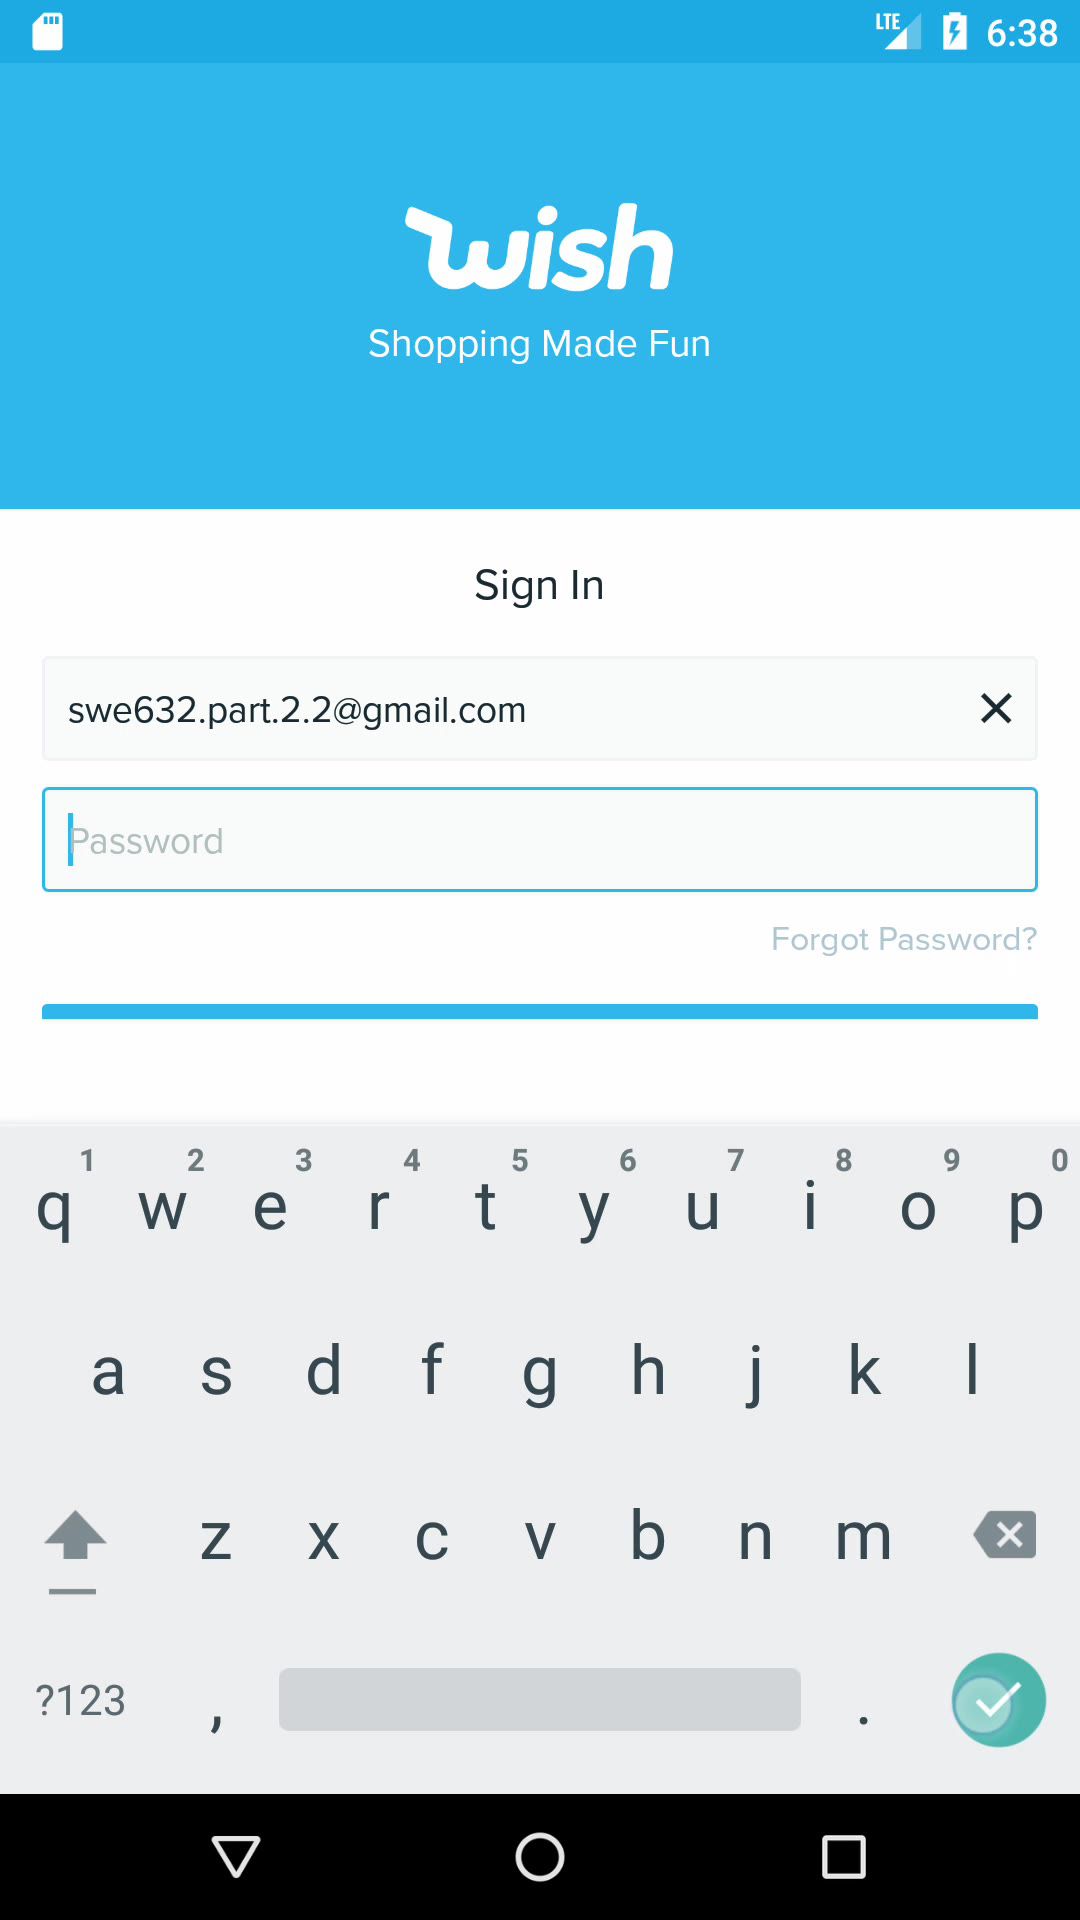 LTE 6:38
wish
Shopping Made Fun
Sign In
swe632.part.2.2@gmail.com
Password
Forgot Password?
1 2 3 4 5 6 7 8 9 0
q w e r t y u i o p
a s d f g h j k l
z x c v b n m
?123 , .